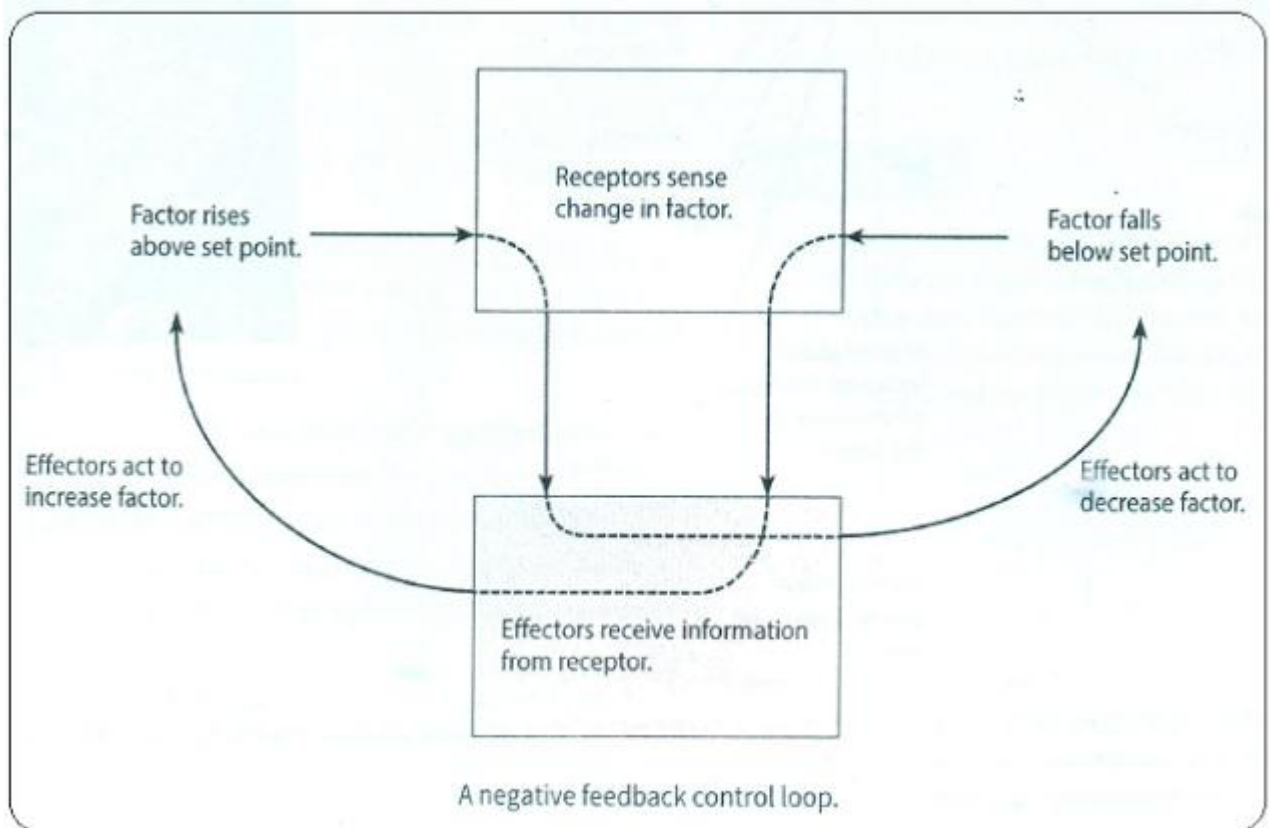 Receptors sense
change in factor.
Factor rises
above set point.
Factor falls
below set point.
Effectors act to
increase factor.
Effectors act to
decrease factor.
Effectors receive information
from receptor.
A negative feedback control loop.